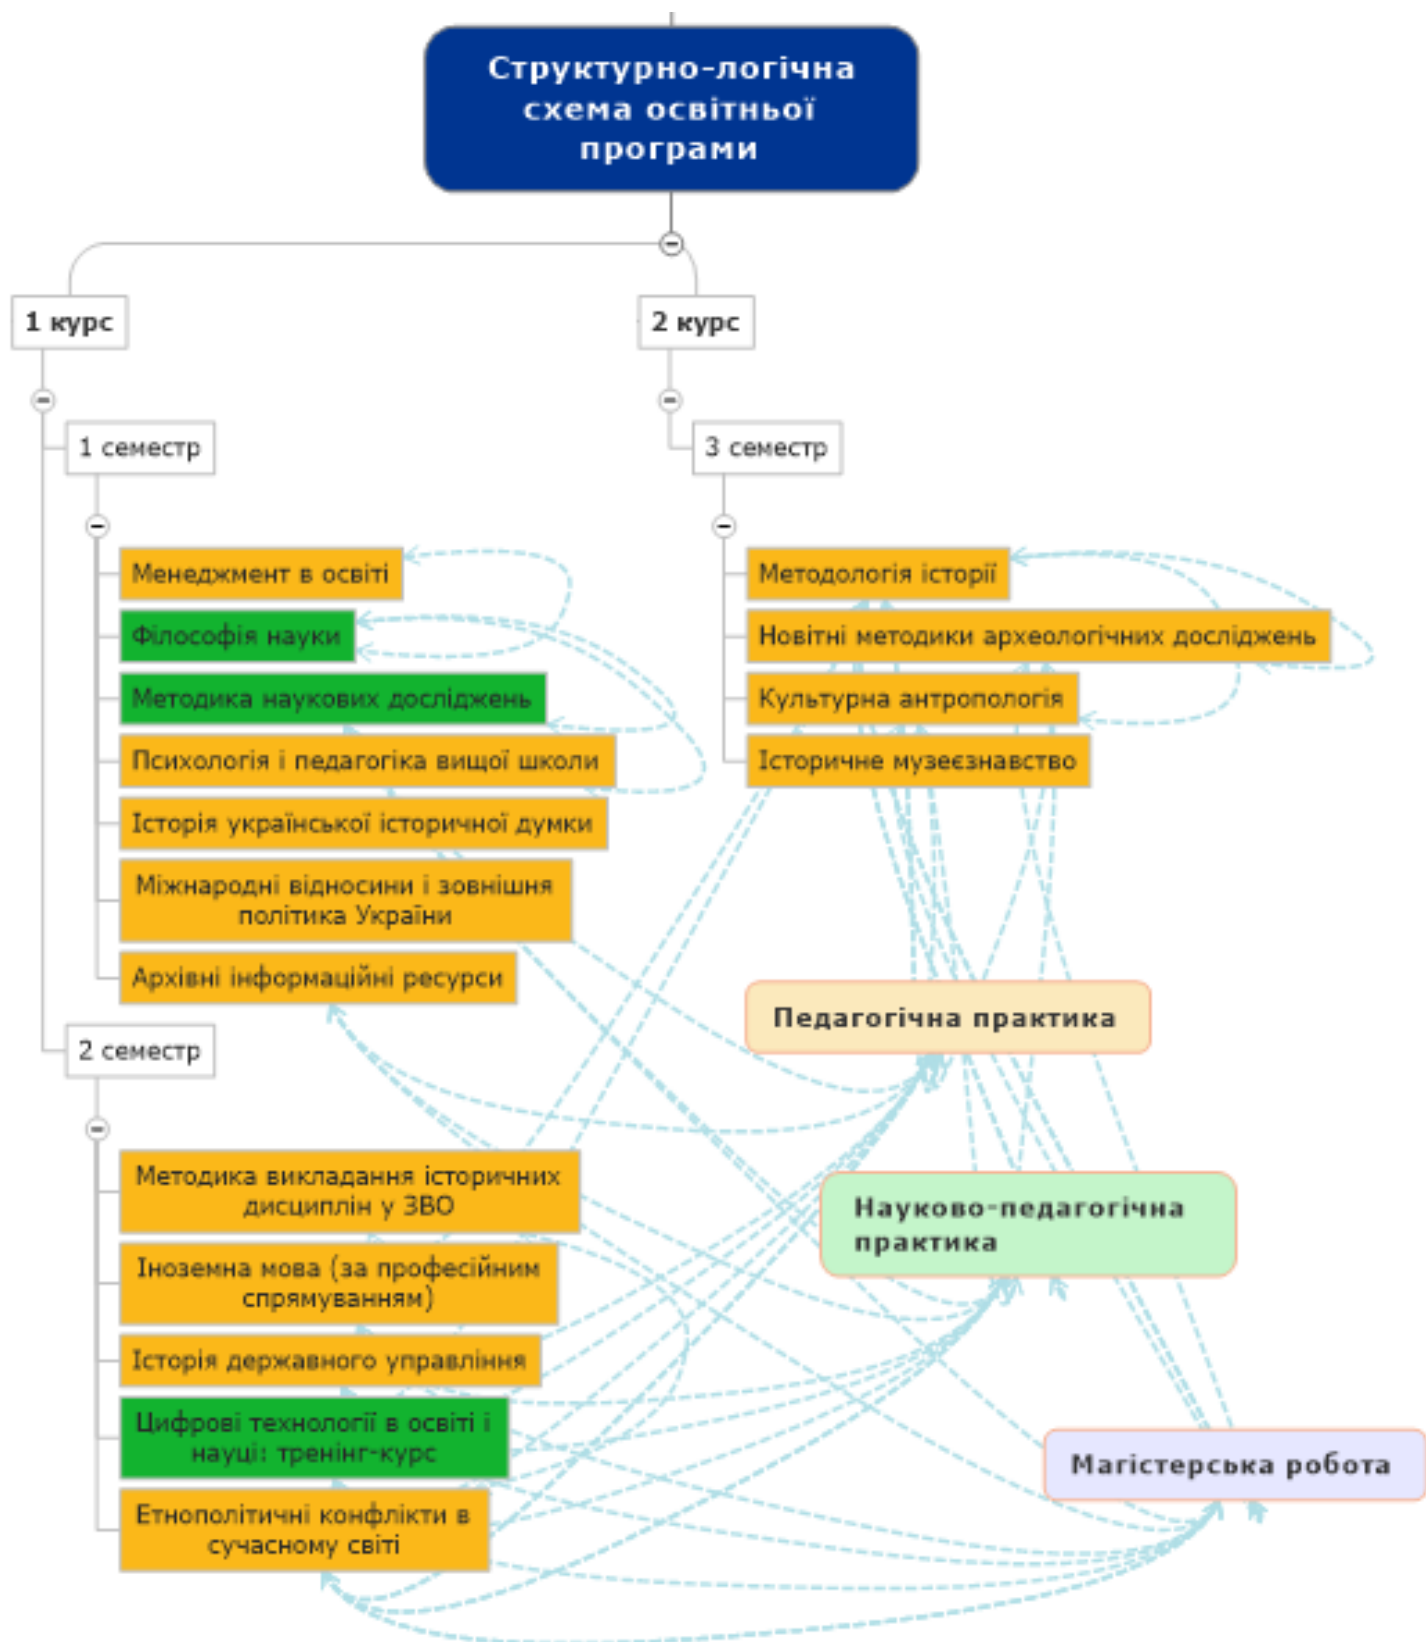 Структурно-логічна
схема освітньої
програми
1 курс
1 семестр
Менеджмент в освіті
Філософія науки
Методика наукових досліджень
Психологія і педагогіка вищої школи
Історія української історичної думки
Міжнародні відносини і зовнішня
політика України
Архівні інформаційні ресурси
2 семестр
Методика викладання історичних
дисциплін у ЗВО
Іноземна мова (за професійним
спрямуванням)
Історія державного управління
Цифрові технології в освіті і
науці: тренінг-курс
Етнополітичні конфлікти в
сучасному світі
2 курс
3 семестр
Методологія історії
Новітні методики археологічних досліджень
Культурна антропологія
Історичне музеєзнавство
Педагогічна практика
Науково-педагогічна
практика
Магістерська робота